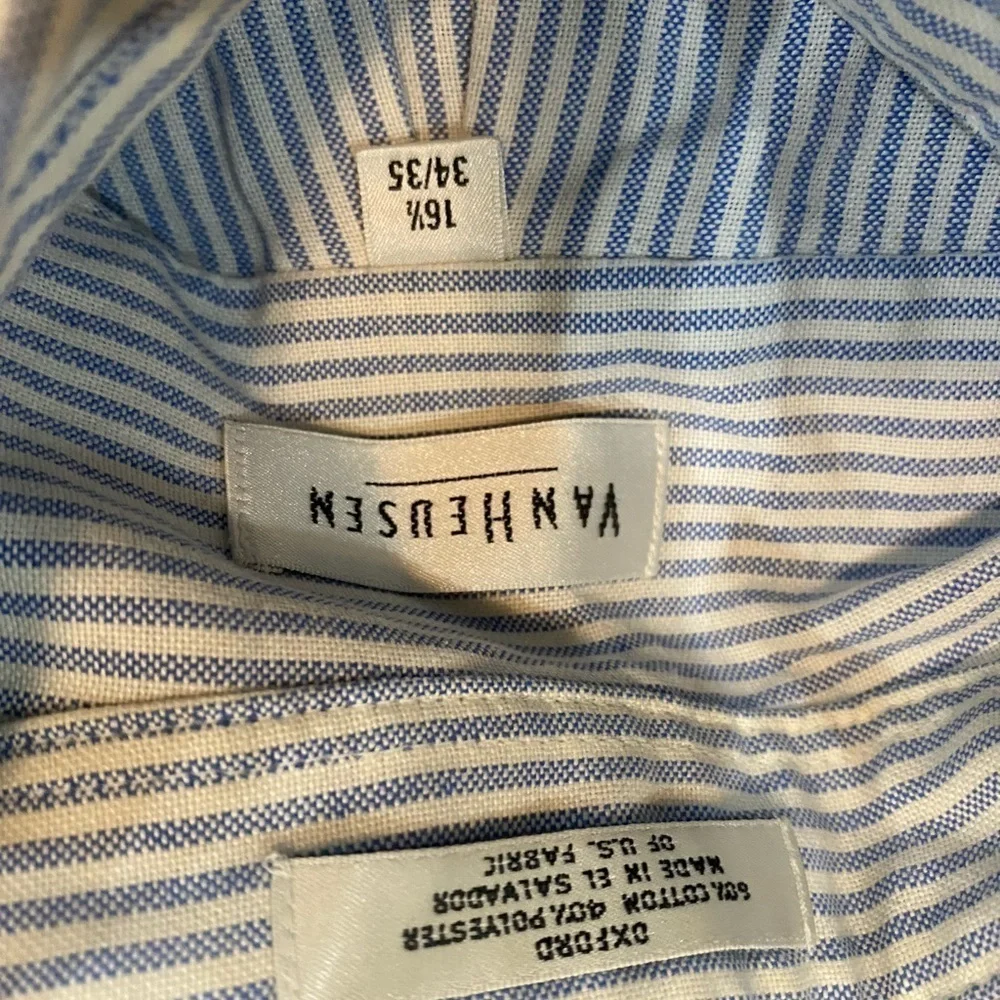 OXFORD
60% COTTON 40% POLYESTER
MADE IN EL SALVADOR
OF U.S. FABRIC
VAN HEUSEN
16½
34/35